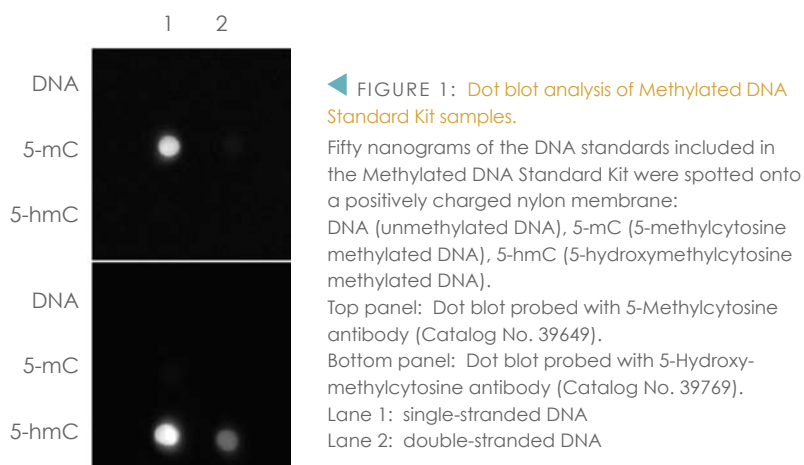 1 2
DNA
5-mC
5-hmC
DNA
5-mC
5-hmC
FIGURE 1: Dot blot analysis of Methylated DNA
Standard Kit samples.
Fifty nanograms of the DNA standards included in
the Methylated DNA Standard Kit were spotted onto
a positively charged nylon membrane:
DNA (unmethylated DNA), 5-mC (5-methylcytosine
methylated DNA), 5-hmC (5-hydroxymethylcytosine
methylated DNA).
Top panel: Dot blot probed with 5-Methylcytosine
antibody (Catalog No. 39649).
Bottom panel: Dot blot probed with 5-Hydroxy-
methylcytosine antibody (Catalog No. 39769).
Lane 1: single-stranded DNA
Lane 2: double-stranded DNA